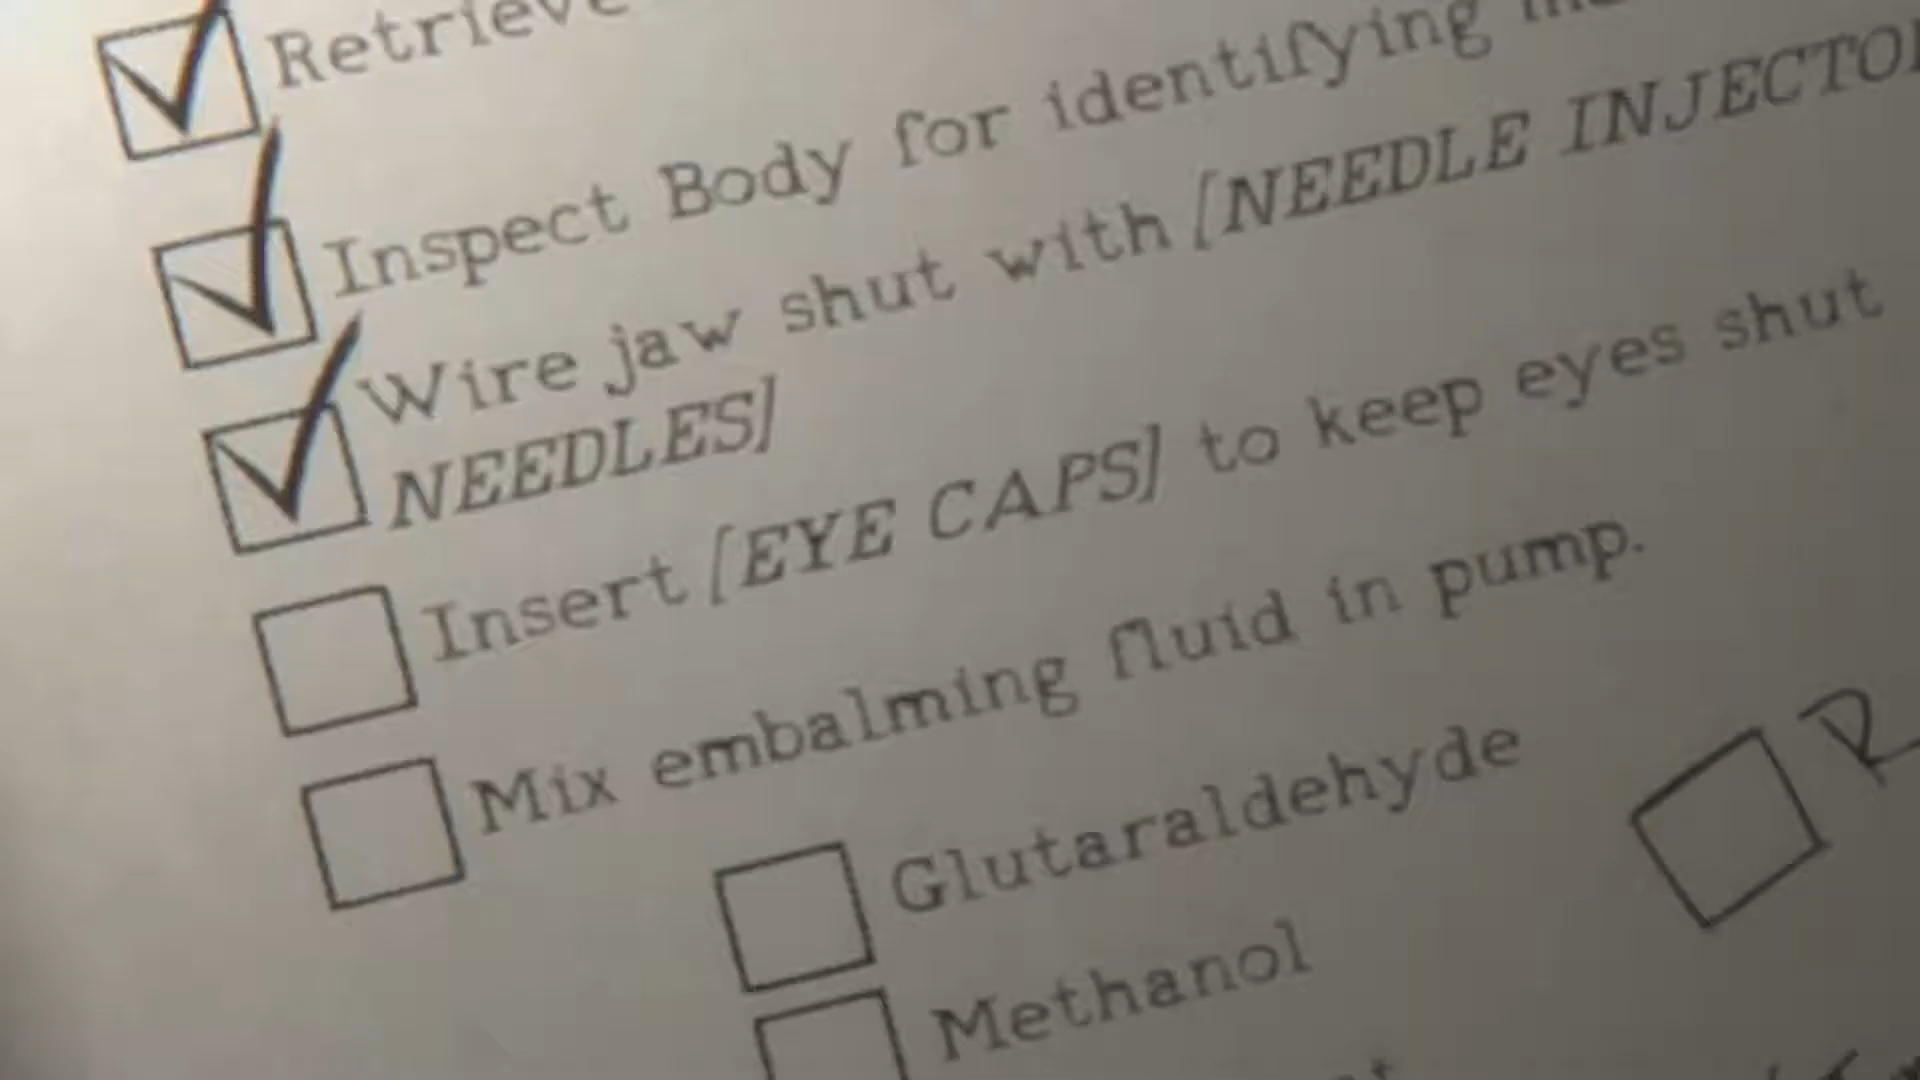 Retrieve
Inspect Body for identifying
Wire jaw shut with [NEEDLE INJECTOR
NEEDLES]
Insert [EYE CAPS] to keep eyes shut
Mix embalming fluid in pump.
Glutaraldehyde
Methanol